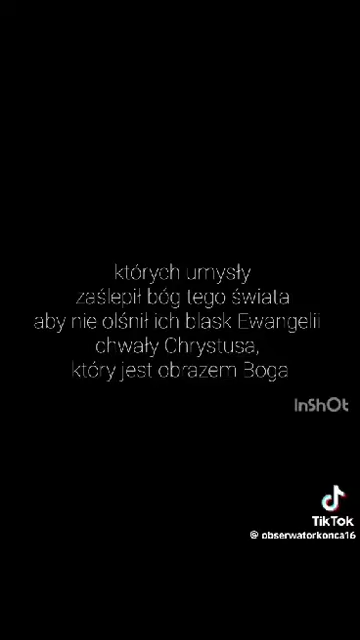 których umysły
zaślepił bóg tego świata
aby nie olśnił ich blask Ewangelii
chwały Chrystusa,
który jest obrazem Boga
InShOt
TikTok
@ obserwatorkonca16